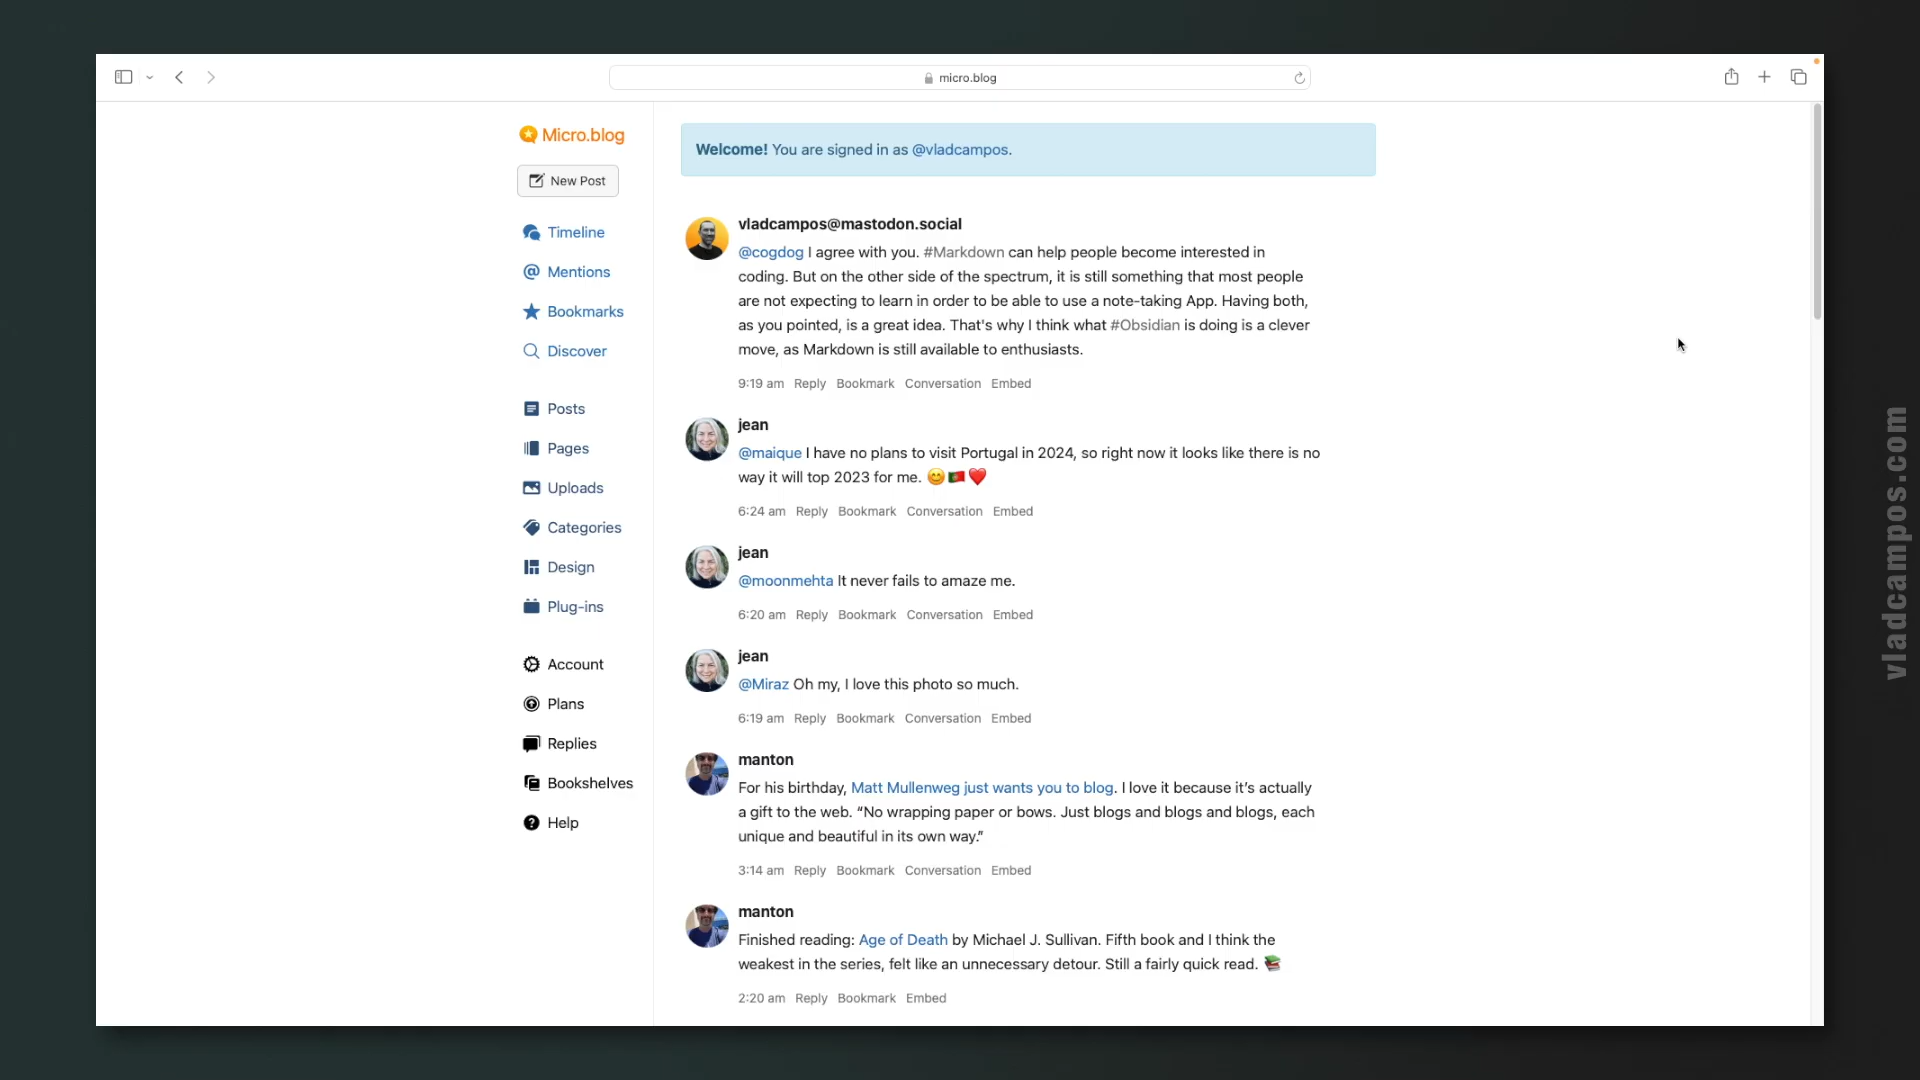 micro.blog
Micro.blog
New Post
Timeline
Mentions
Bookmarks
Discover
Posts
Pages
Uploads
Categories
Design
Plug-ins
Account
Plans
Replies
Bookshelves
Help
Welcome! You are signed in as @vladcampos.
vladcampos@mastodon.social
@cogdog I agree with you. #Markdown can help people become interested in
coding. But on the other side of the spectrum, it is still something that most people
are not expecting to learn in order to be able to use a note-taking App. Having both,
as you pointed, is a great idea. That's why I think what #Obsidian is doing is a clever
move, as Markdown is still available to enthusiasts.
9:19 am Reply Bookmark Conversation Embed
jean
@maique I have no plans to visit Portugal in 2024, so right now it looks like there is no
way it will top 2023 for me. 😊🇵🇹❤️
6:24 am Reply Bookmark Conversation Embed
jean
@moonmehta It never fails to amaze me.
6:20 am Reply Bookmark Conversation Embed
jean
@Miraz Oh my, I love this photo so much.
6:19 am Reply Bookmark Conversation Embed
manton
For his birthday, Matt Mullenweg just wants you to blog. I love it because it’s actually
a gift to the web. “No wrapping paper or bows. Just blogs and blogs and blogs, each
unique and beautiful in its own way.”
3:14 am Reply Bookmark Conversation Embed
manton
Finished reading: Age of Death by Michael J. Sullivan. Fifth book and I think the
weakest in the series, felt like an unnecessary detour. Still a fairly quick read. 📚
2:20 am Reply Bookmark Embed
vladcampos.com